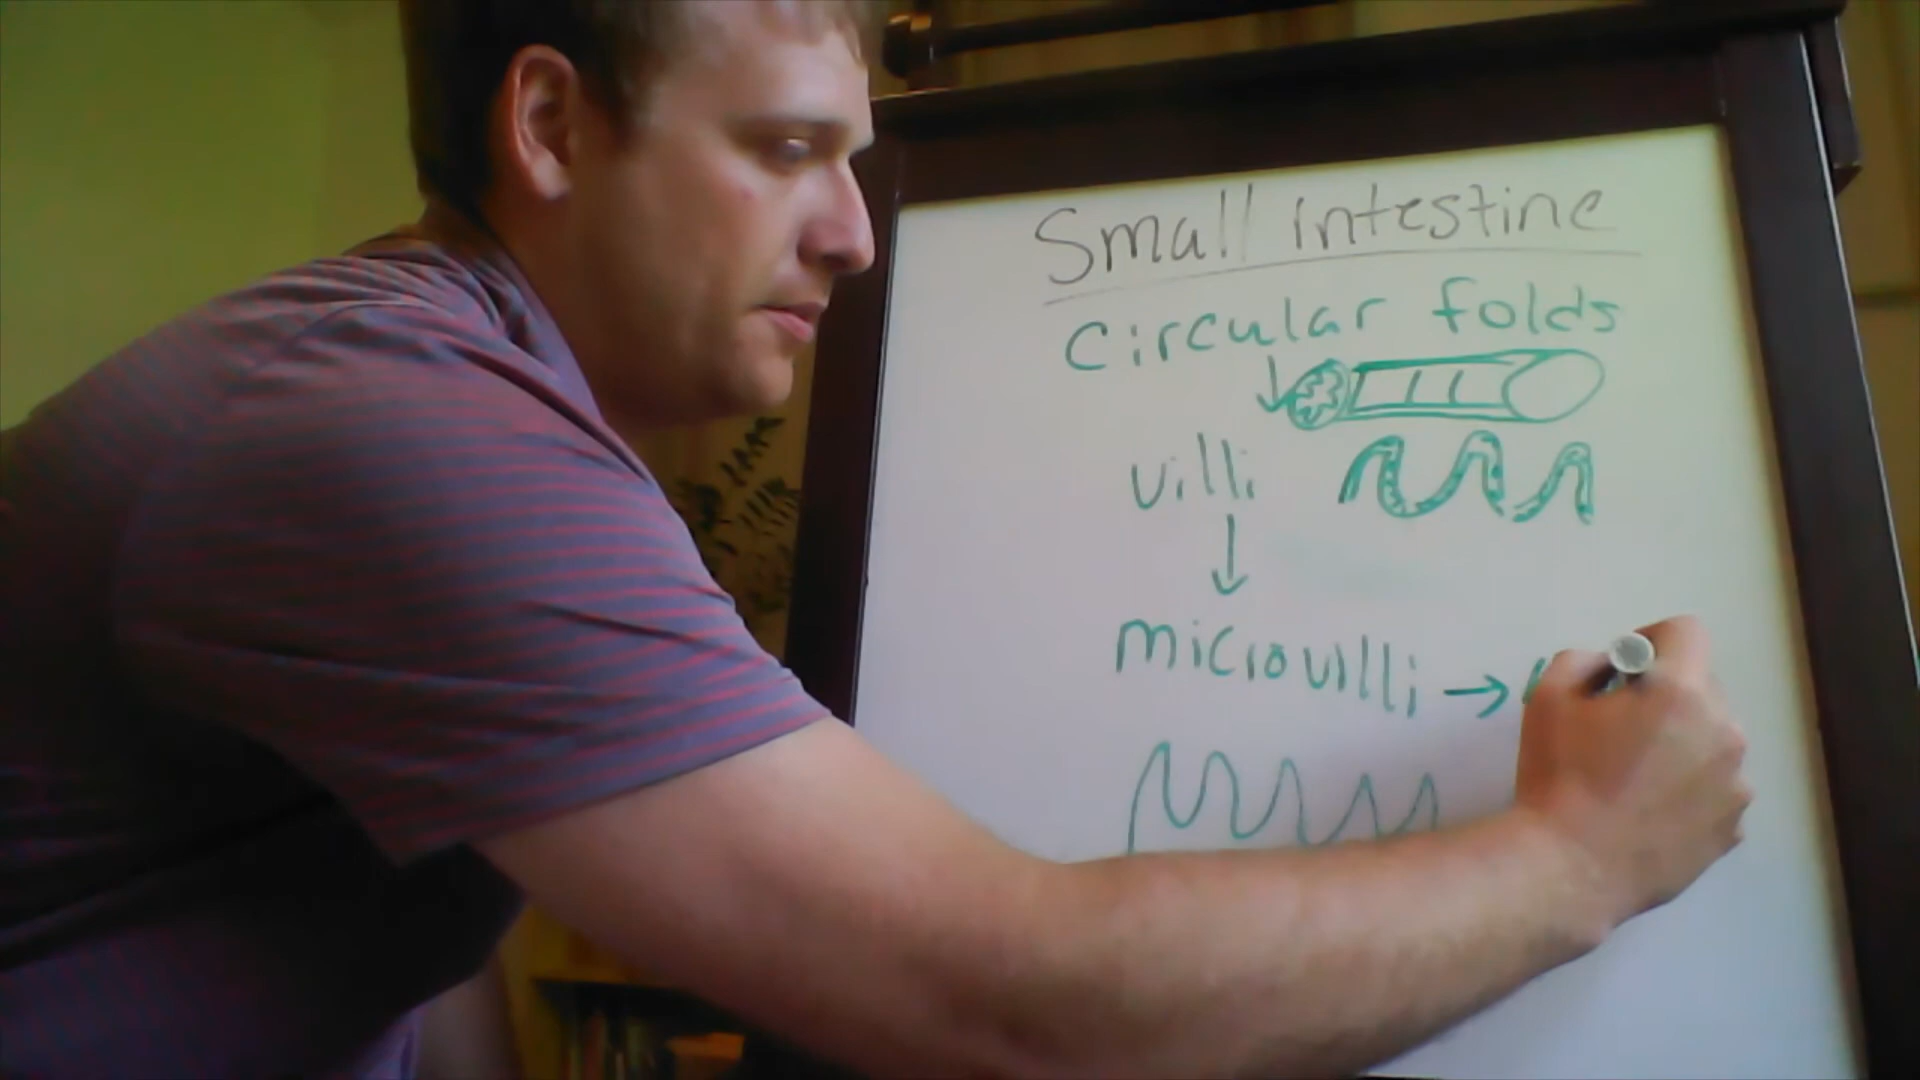 Small intestine
Circular folds
villi
microvilli →